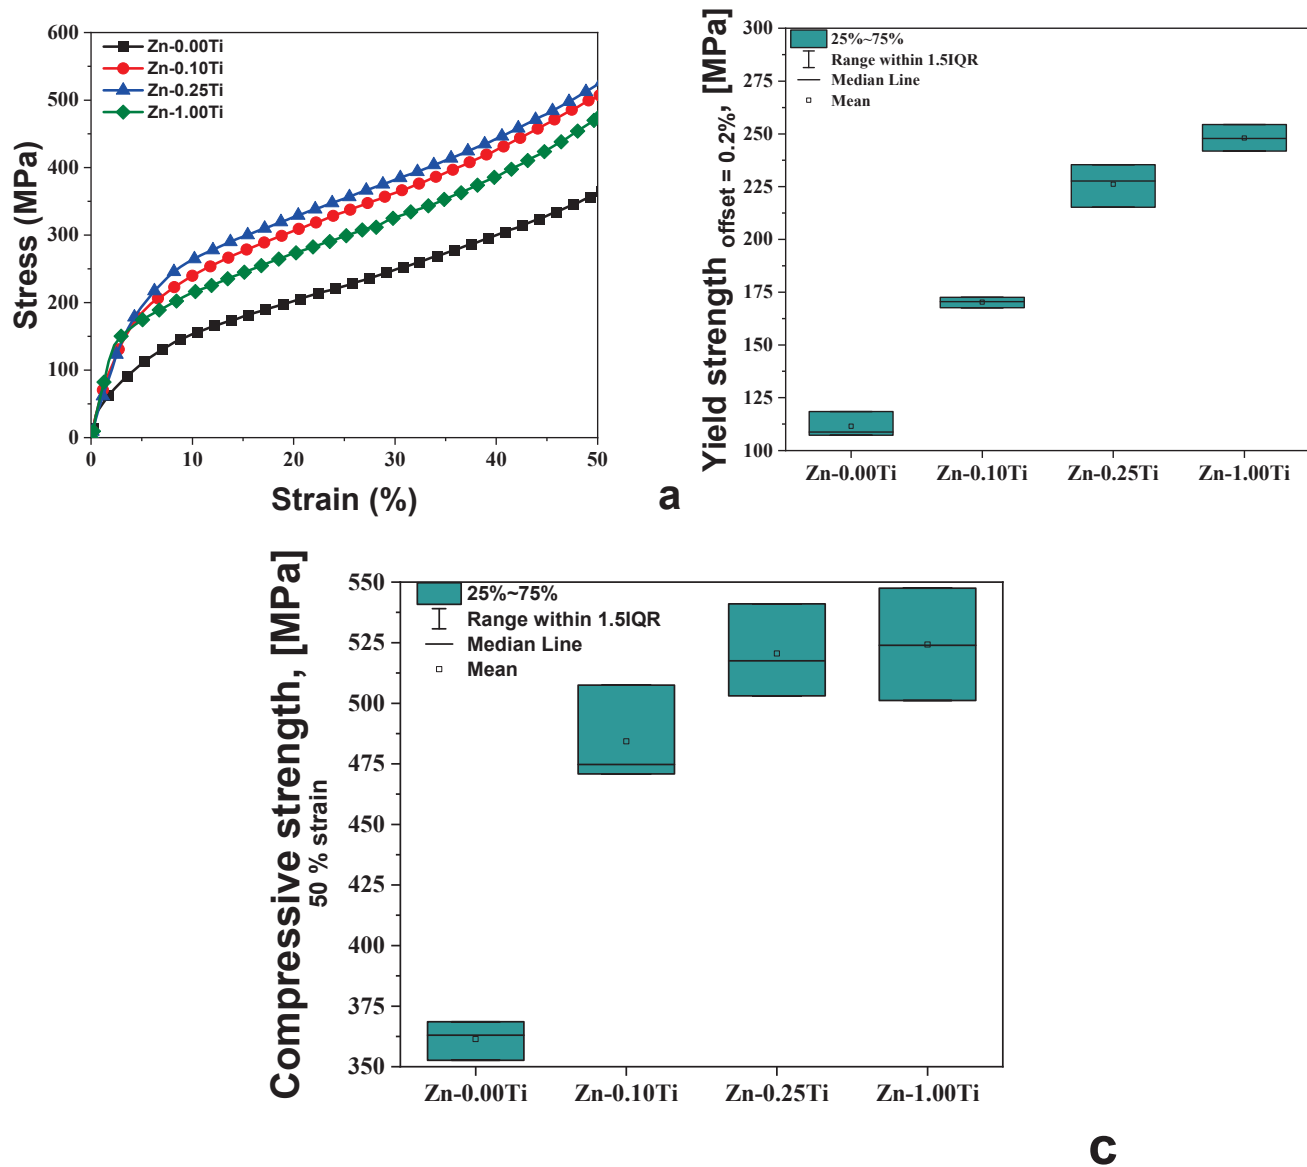 600
500
400
300
200
100
0
Stress (MPa)
Zn-0.00Ti
Zn-0.10Ti
Zn-0.25Ti
Zn-1.00Ti
0 10 20 30 40 50
Strain (%)
a
300
275
250
225
200
175
150
125
100
Yield strength offset = 0.2%, [MPa]
25%~75%
Range within 1.5IQR
Median Line
Mean
Zn-0.00Ti Zn-0.10Ti Zn-0.25Ti Zn-1.00Ti
550
525
500
475
450
425
400
375
350
Compressive strength, [MPa]
50 % strain
25%~75%
Range within 1.5IQR
Median Line
Mean
Zn-0.00Ti Zn-0.10Ti Zn-0.25Ti Zn-1.00Ti
c